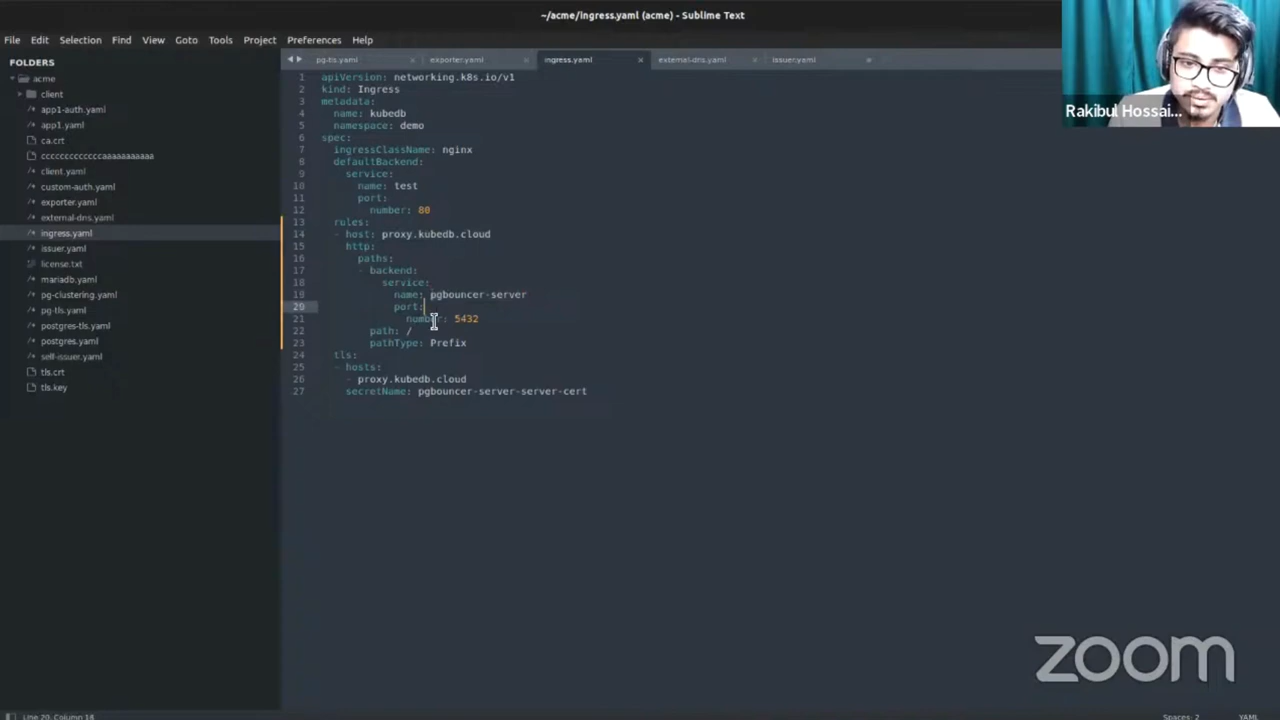 ~/acme/ingress.yaml (acme) - Sublime Text
File Edit Selection Find View Goto Tools Project Preferences Help
FOLDERS
acme
client
app1-auth.yaml
app1.yaml
ca.crt
client.yaml
custom-auth.yaml
exporter.yaml
external-dns.yaml
ingress.yaml
issuer.yaml
license.txt
mariadb.yaml
pg-clustering.yaml
pg-tls.yaml
postgres-tls.yaml
postgres.yaml
self-issuer.yaml
tls.crt
tls.key
pg-tls.yaml exporter.yaml ingress.yaml external-dns.yaml issuer.yaml
1 apiVersion: networking.k8s.io/v1
2 kind: Ingress
3 metadata:
4 name: kubedb
5 namespace: demo
6 spec:
7 ingressClassName: nginx
8 defaultBackend:
9 service:
10 name: test
11 port:
12 number: 80
13 rules:
14 - host: proxy.kubedb.cloud
15 http:
16 paths:
17 - backend:
18 service:
19 name: pgbouncer-server
20 port:
21 number: 5432
22 path: /
23 pathType: Prefix
24 tls:
25 - hosts:
26 - proxy.kubedb.cloud
27 secretName: pgbouncer-server-server-cert
Rakibul Hossai...
zoom
Line 20, Column 16
Spaces: 2 YAML